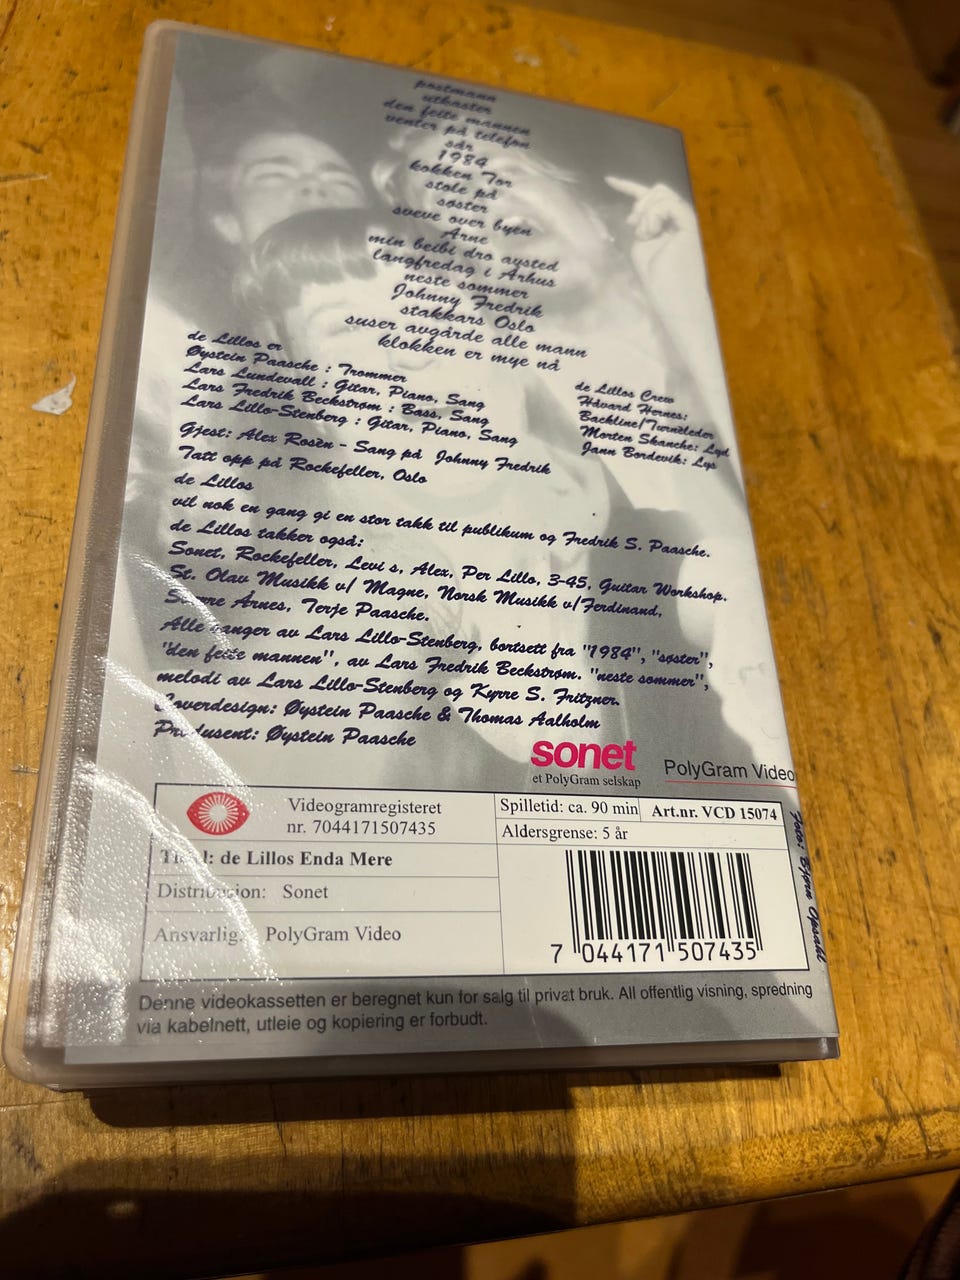 postmann
utkaster
den feite mannen
venter på telefon
sår
1984
kokken Tor
stole på
søster
sveve over byen
Arne
min beibi dro avsted
langfredag i Århus
neste sommer
Johnny Fredrik
stakkars Oslo
suser avgårde alle mann
klokken er mye nå
de Lillos er
Øystein Paasche : Trommer
Lars Lundevall : Gitar, Piano, Sang
Lars Fredrik Beckstrøm : Bass, Sang
Lars Lillo-Stenberg : Gitar, Piano, Sang
Gjest: Alex Rosèn - Sang på Johnny Fredrik
Tatt opp på Rockefeller, Oslo
de Lillos Crew
Håvard Hernes:
Backline/Turnèleder
Morten Skanche: Lyd
Jann Bordevik: Lys
de Lillos
vil nok en gang gi en stor takk til publikum og Fredrik S. Paasche.
de Lillos takker også:
Sonet, Rockefeller, Levi s, Alex, Per Lillo, 3-45, Guitar Workshop.
St. Olav Musikk v/ Magne, Norsk Musikk v/Ferdinand,
Årnes, Terje Paasche.
Alle sanger av Lars Lillo-Stenberg, bortsett fra "1984", "søster",
"den feite mannen", av Lars Fredrik Beckstrøm. "neste sommer",
melodi av Lars Lillo-Stenberg og Kyrre S. Fritzner.
Coverdesign: Øystein Paasche & Thomas Aalholm
Produsent: Øystein Paasche
sonet
et PolyGram selskap
PolyGram Video
Videogramregisteret
nr. 7044171507435
Spilletid: ca. 90 min
Art.nr. VCD 15074
Aldersgrense: 5 år
Tittel: de Lillos Enda Mere
Distribusjon: Sonet
Ansvarlig: PolyGram Video
7 044171 507435
Foto: Bjørn Opsahl
Denne videokassetten er beregnet kun for salg til privat bruk. All offentlig visning, spredning
via kabelnett, utleie og kopiering er forbudt.